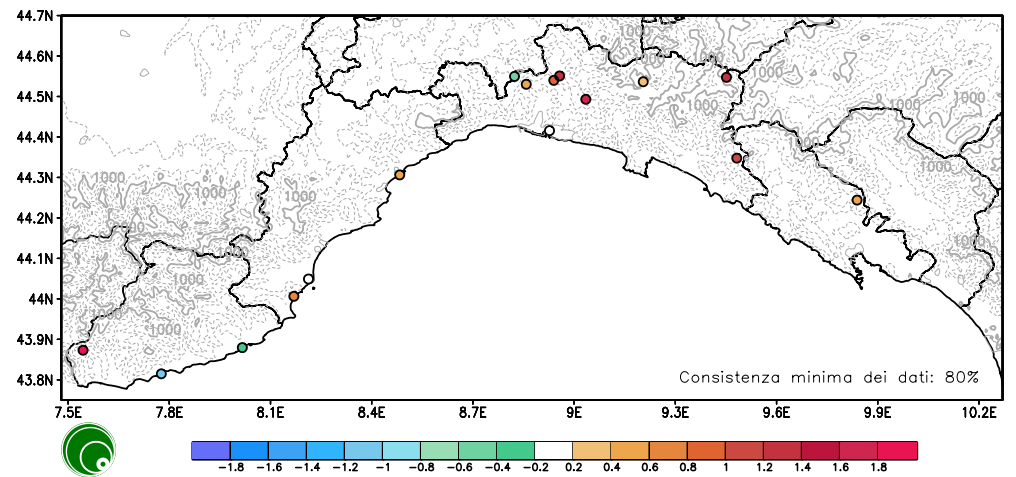 44.7N
44.6N
44.5N
44.4N
44.3N
44.2N
44.1N
44N
43.9N
43.8N
1000
1000
1000
1000
1000
1000
1000
1000
1000
1000
1000
1000
Consistenza minima dei dati: 80%
7.5E 7.8E 8.1E 8.4E 8.7E 9E 9.3E 9.6E 9.9E 10.2E
-1.8 -1.6 -1.4 -1.2 -1 -0.8 -0.6 -0.4 -0.2 0.2 0.4 0.6 0.8 1 1.2 1.4 1.6 1.8